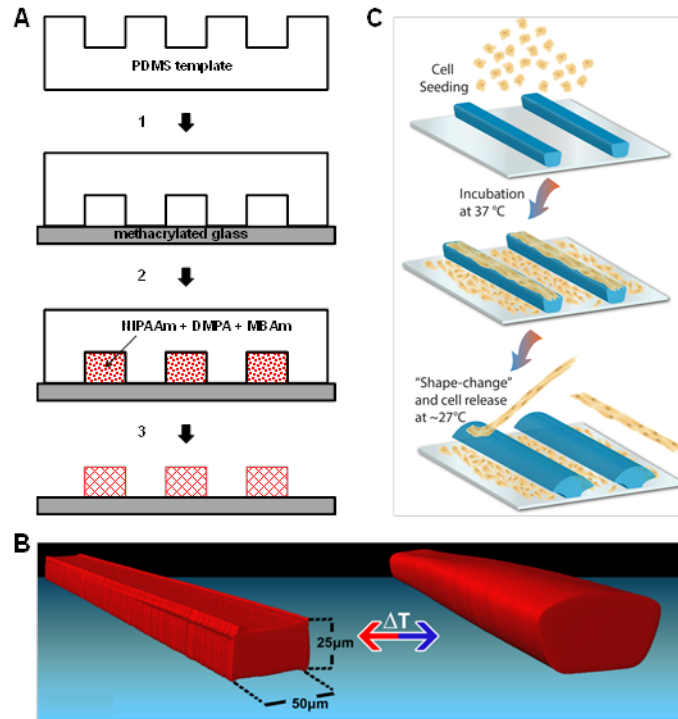 A
PDMS template
1
methacrylated glass
2
NIPAAm + DMPA + MBAm
3
C
Cell
Seeding
Incubation
at 37 °C
"Shape-change"
and cell release
at ~27°C
B
ΔT
25µm
50µm